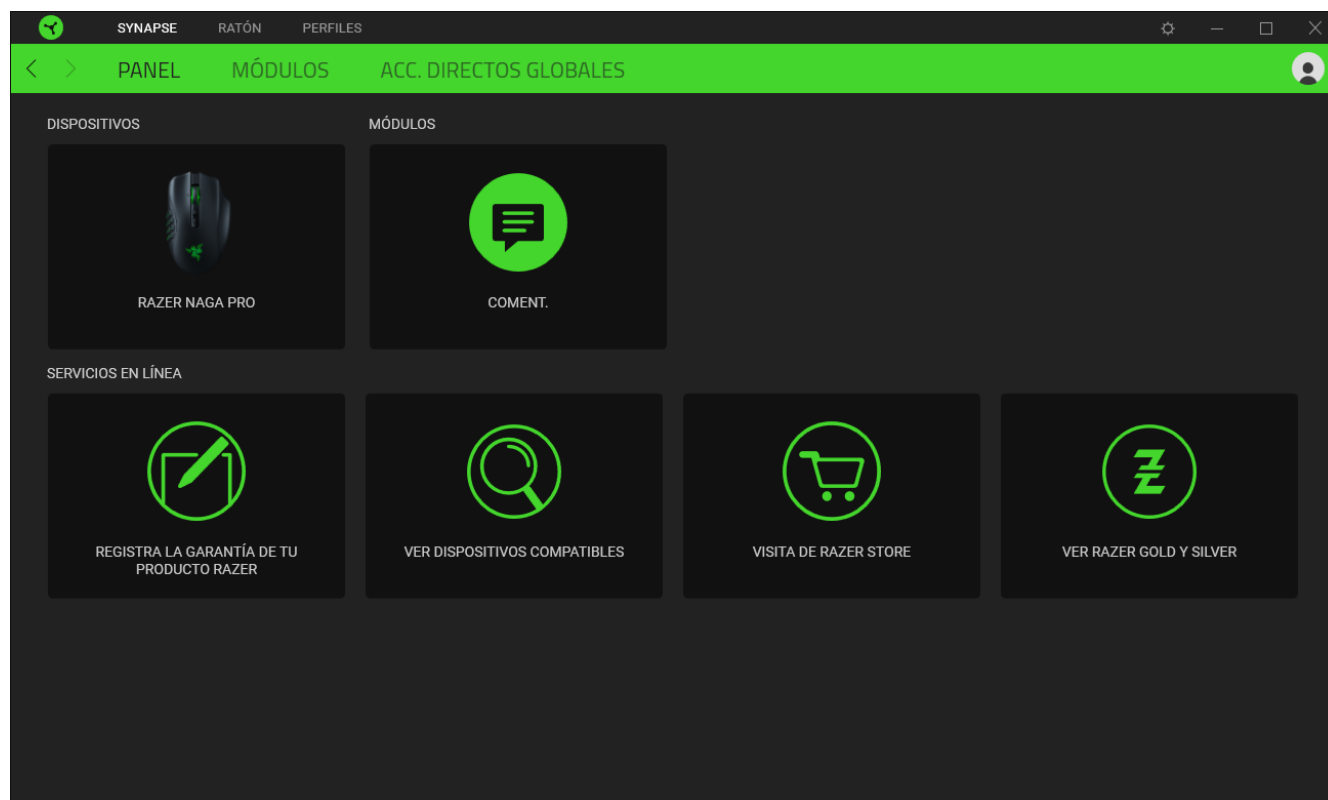 SYNAPSE RATÓN PERFILES
PANEL MÓDULOS ACC. DIRECTOS GLOBALES
DISPOSITIVOS MÓDULOS
RAZER NAGA PRO COMENT.
SERVICIOS EN LÍNEA
REGISTRA LA GARANTÍA DE TU
PRODUCTO RAZER
VER DISPOSITIVOS COMPATIBLES
VISITA DE RAZER STORE
VER RAZER GOLD Y SILVER